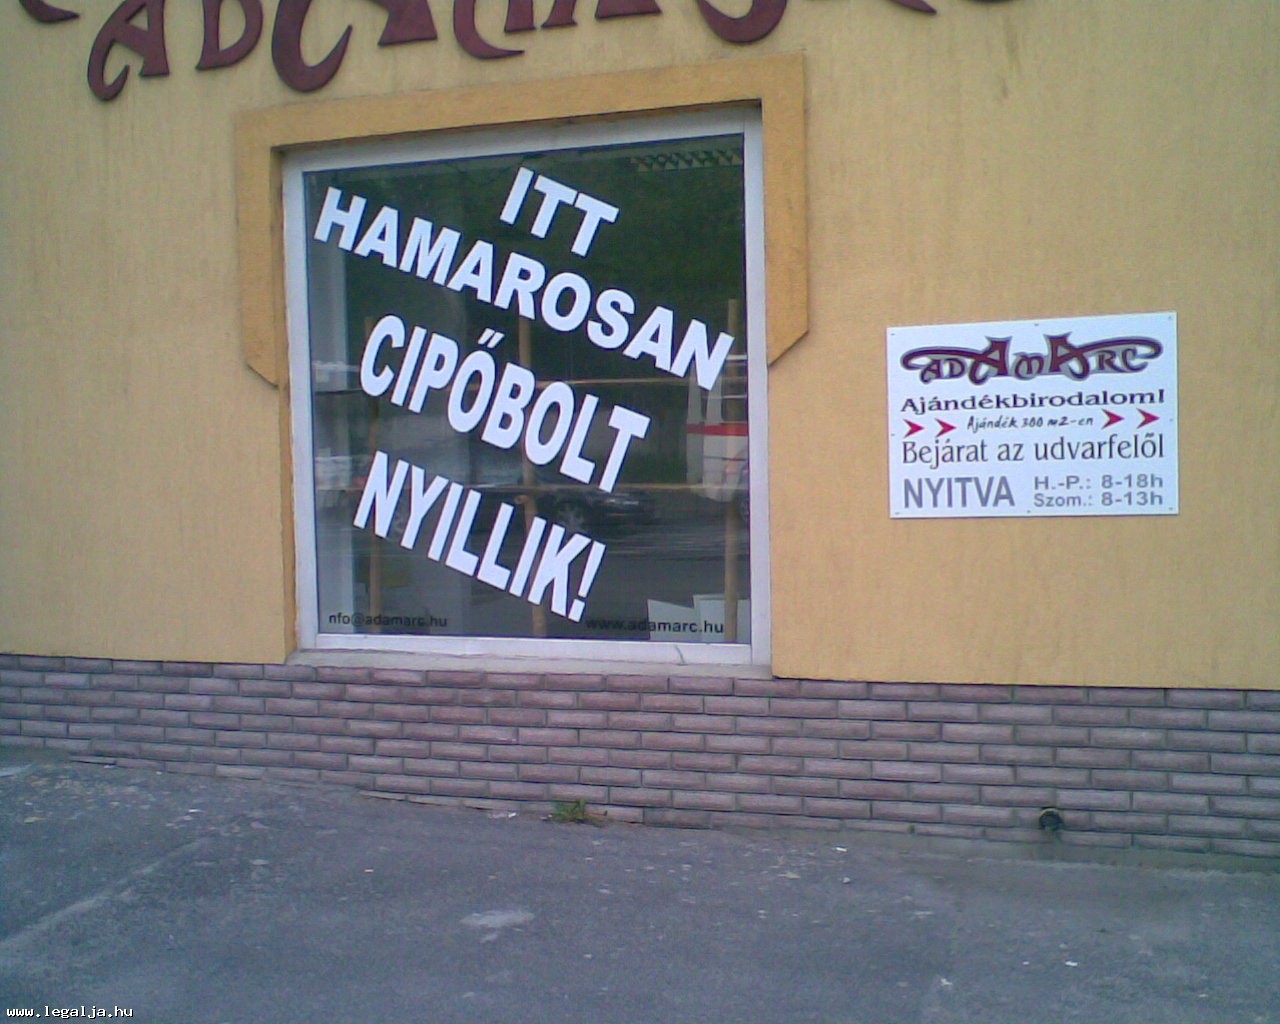 ADAMARC
ITT
HAMAROSAN
CIPŐBOLT
NYILLIK!
nfo@adamarc.hu
www.adamarc.hu
ADAMARC
Ajándékbirodalom!
Ajándék 300 m2-en
Bejárat az udvarfelől
NYITVA H.-P.: 8-18h
Szom.: 8-13h
www.legalja.hu